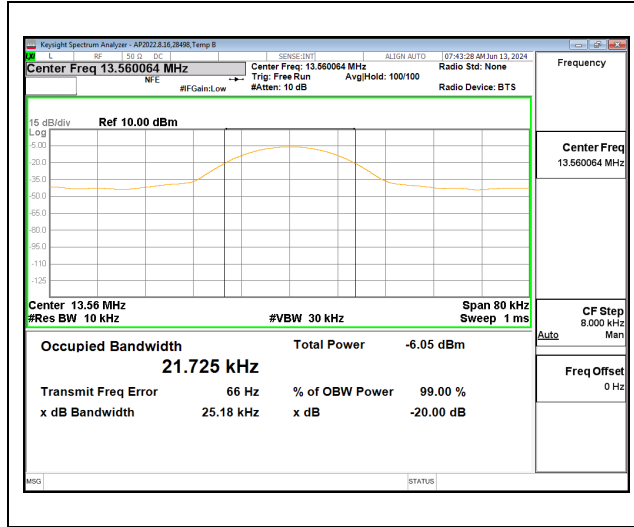 Keysight Spectrum Analyzer - AP2022.8.16,28498,Temp B
LXI L RF 50 Ω DC SENSE:INT ALIGN AUTO 07:43:28 AM Jun 13, 2024
Center Freq 13.560064 MHz Center Freq: 13.560064 MHz Radio Std: None
NFE Trig: Free Run Avg|Hold: 100/100
#IFGain:Low #Atten: 10 dB Radio Device: BTS
Frequency
15 dB/div Ref 10.00 dBm
Log
-5.00
-20.0
-35.0
-50.0
-65.0
-80.0
-95.0
-110
-125
Center 13.56 MHz Span 80 kHz
#Res BW 10 kHz #VBW 30 kHz Sweep 1 ms
Occupied Bandwidth Total Power -6.05 dBm
21.725 kHz
Transmit Freq Error 66 Hz % of OBW Power 99.00 %
x dB Bandwidth 25.18 kHz x dB -20.00 dB
Center Freq
13.560064 MHz
CF Step
8.000 kHz
Auto Man
Freq Offset
0 Hz
MSG STATUS